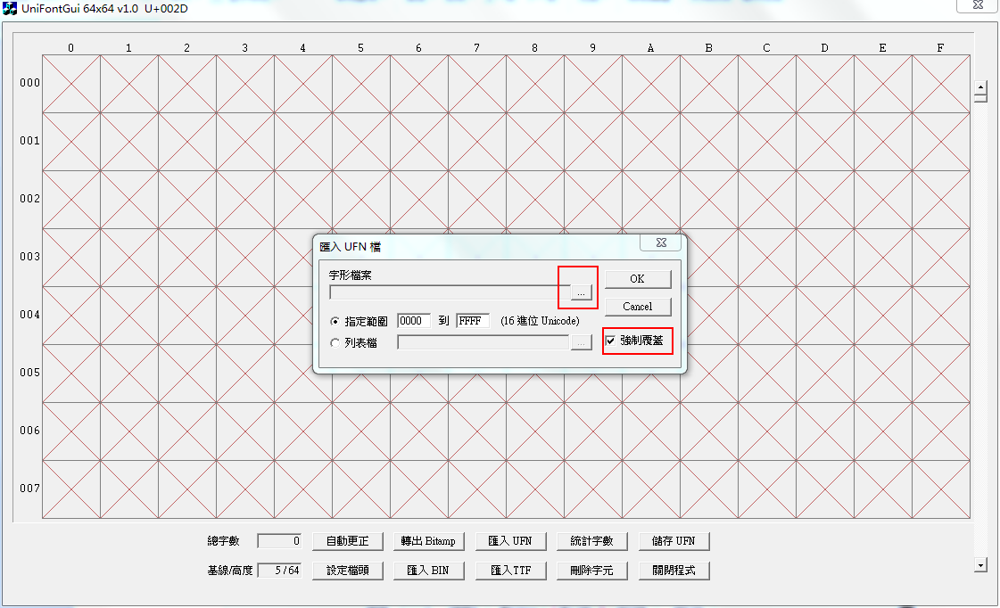 UniFontGui 64x64 v1.0 U+002D
0 1 2 3 4 5 6 7 8 9 A B C D E F
000
001
002
003
匯入 UFN 檔
字形檔案
... OK
Cancel
指定範圍 0000 到 FFFF (16 進位 Unicode)
列表檔 ... 強制覆蓋
004
005
006
007
總字數 0 自動更正 轉出 Bitamp 匯入 UFN 統計字數 儲存 UFN
基線/高度 5 / 64 設定檔頭 匯入 BIN 匯入TTF 刪除字元 關閉程式